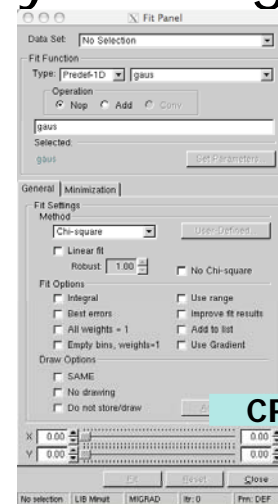 Fit Panel
Data Set: No Selection
Fit Function
Type: Predef-1D gaus
Operation
Nop Add Conv
gaus
Selected:
gaus Set Parameters...
General Minimization
Fit Settings
Method
Chi-square User-Defined...
Linear fit
Robust: 1.00 No Chi-square
Fit Options
Integral Use range
Best errors Improve fit results
All weights = 1 Add to list
Empty bins, weights=1 Use Gradient
Draw Options
SAME
No drawing
Do not store/draw
X 0.00 0.00
Y 0.00 0.00
Fit Reset Close
No selection LIB Minuit MIGRAD Itr: 0 Prn: DEF